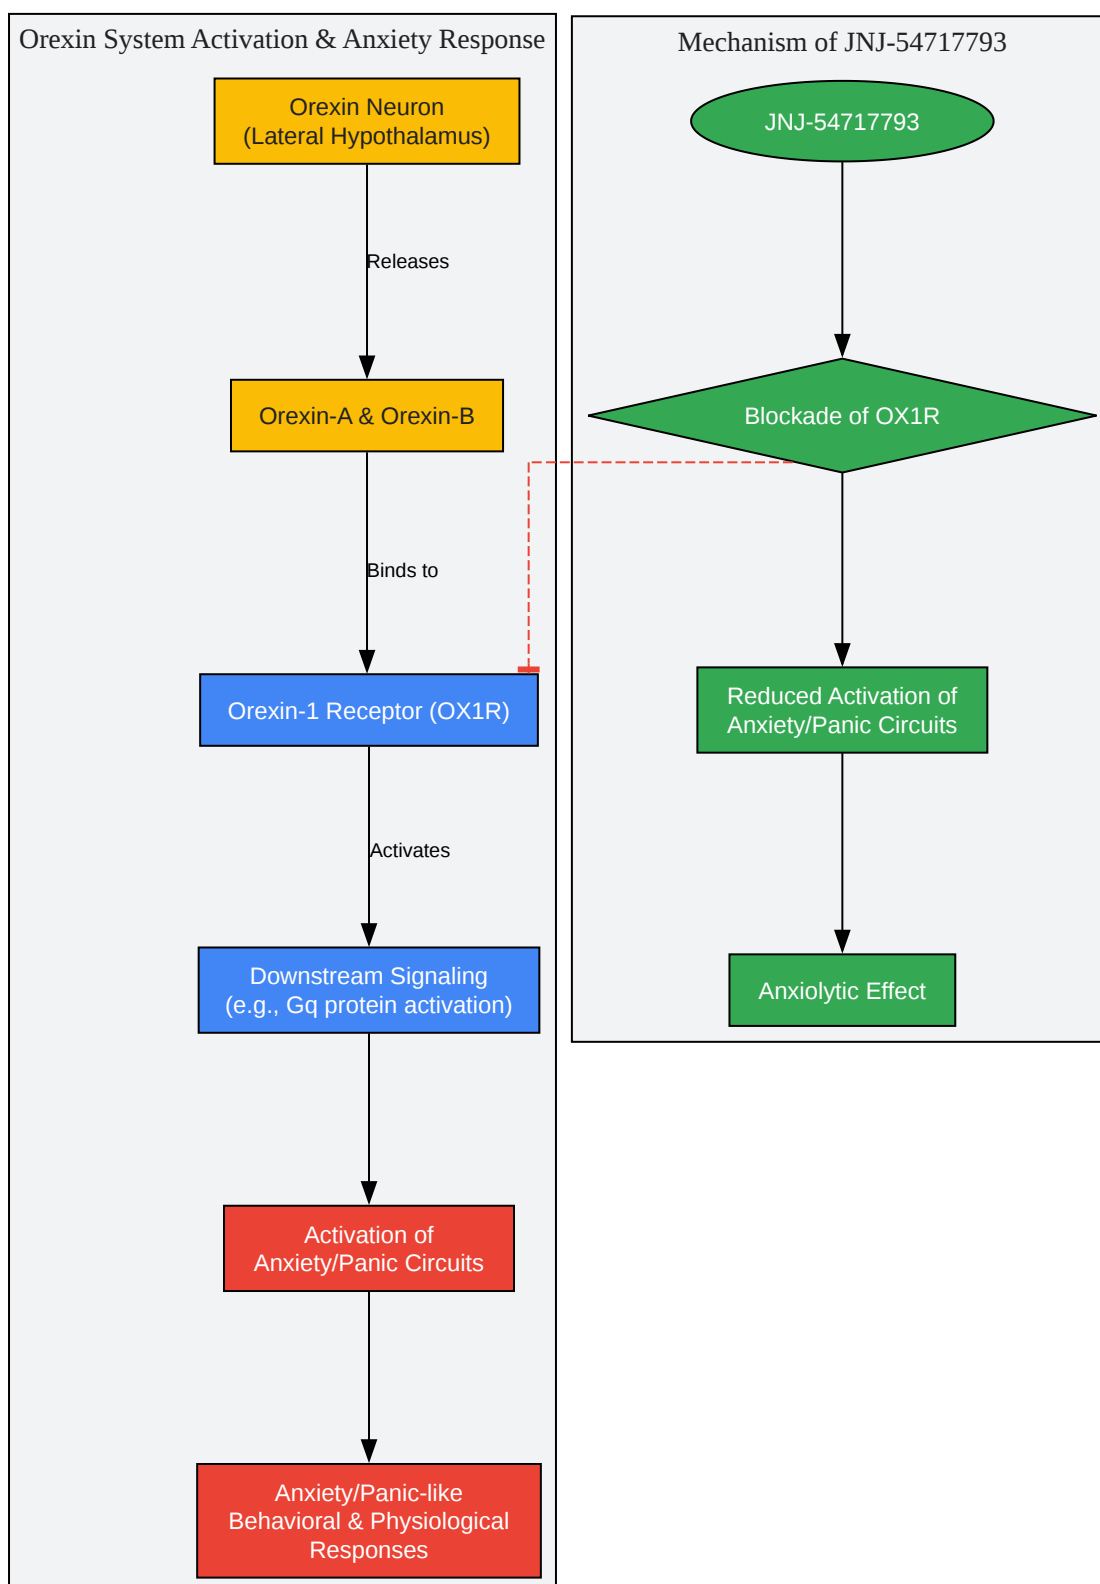 Orexin System Activation & Anxiety Response
Orexin Neuron
(Lateral Hypothalamus)
Releases
Orexin-A & Orexin-B
Binds to
Orexin-1 Receptor (OX1R)
Activates
Downstream Signaling
(e.g., Gq protein activation)
Activation of
Anxiety/Panic Circuits
Anxiety/Panic-like
Behavioral & Physiological
Responses
Mechanism of JNJ-54717793
JNJ-54717793
Blockade of OX1R
Reduced Activation of
Anxiety/Panic Circuits
Anxiolytic Effect